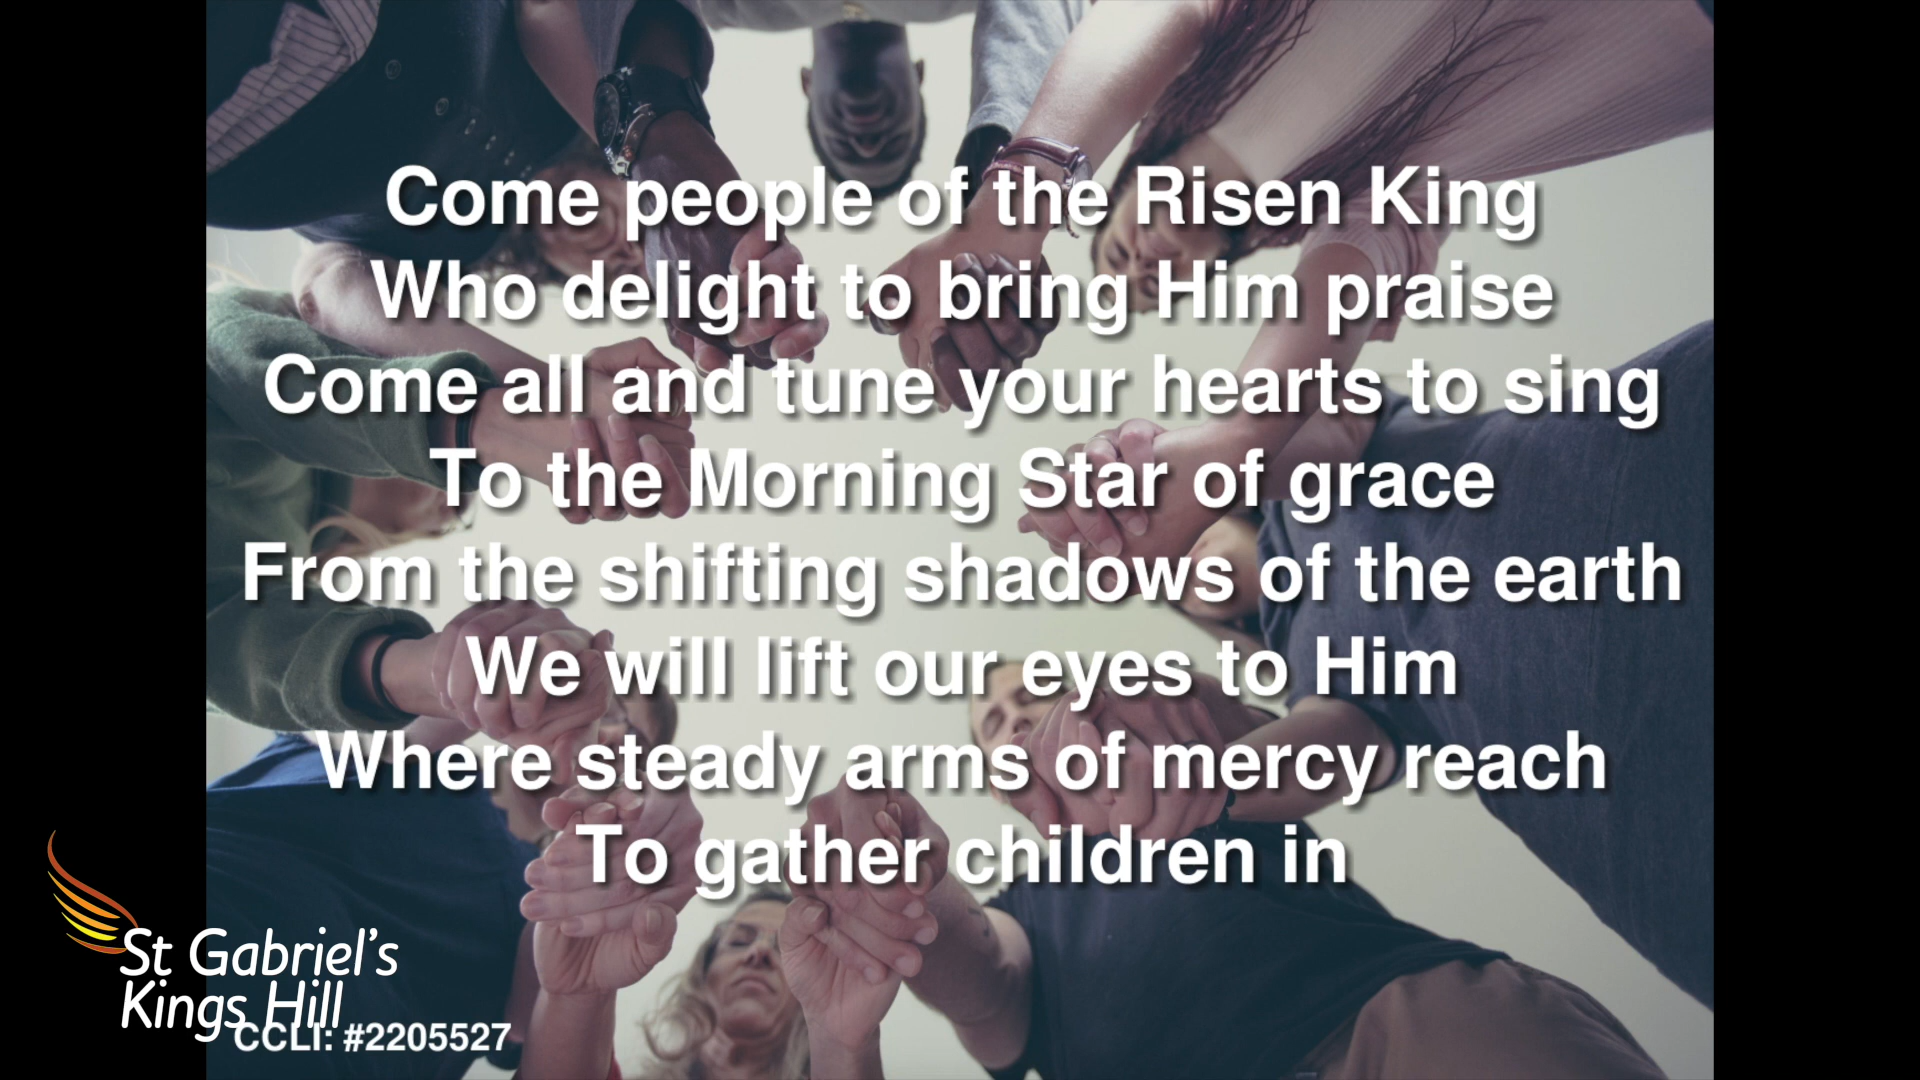 Come people of the Risen King
Who delight to bring Him praise
Come all and tune your hearts to sing
To the Morning Star of grace
From the shifting shadows of the earth
We will lift our eyes to Him
Where steady arms of mercy reach
To gather children in
St Gabriel's
Kings Hill
CCLI: #2205527